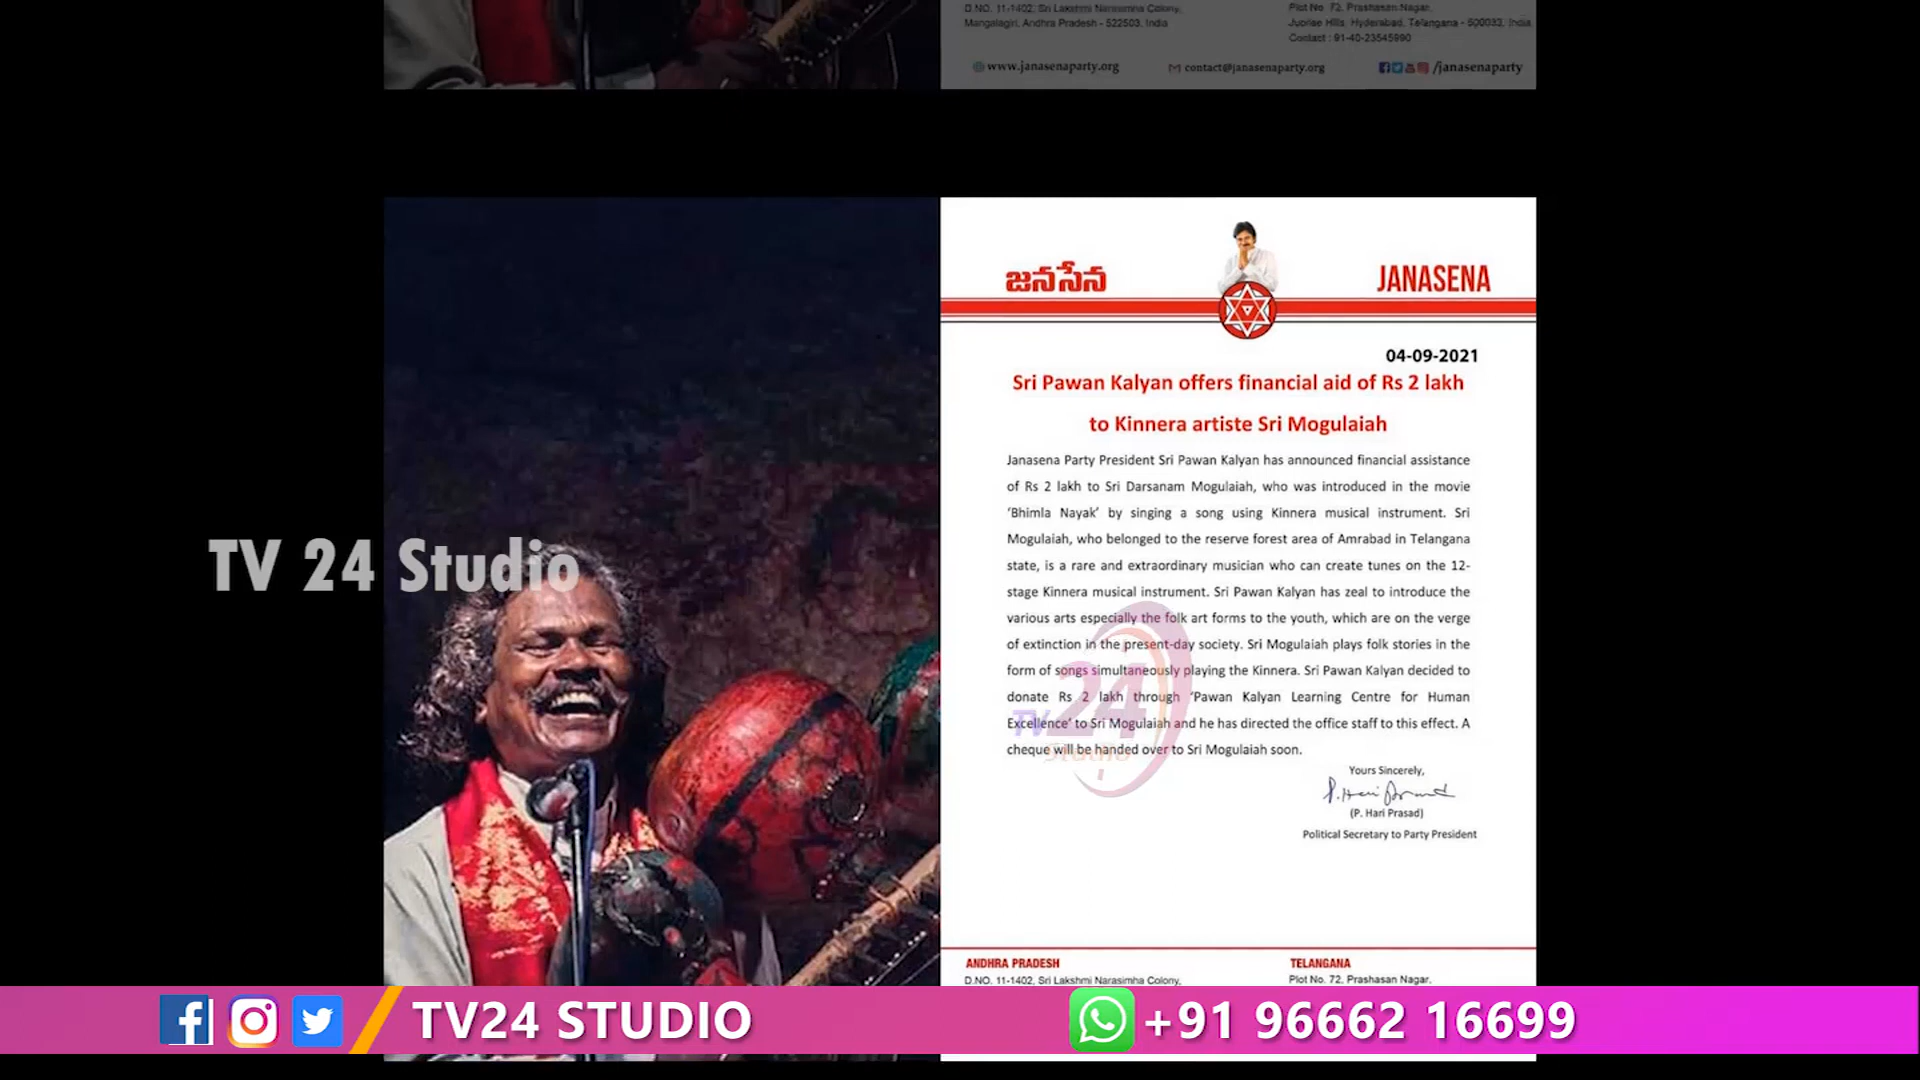 D.NO. 11-1402, Sri Lakshmi Narasimha Colony,
Mangalagiri, Andhra Pradesh - 522503, India
Plot No. 72, Prashasan Nagar,
Jubilee Hills, Hyderabad, Telangana - 500033, India
Contact : 91-40-23545990
www.janasenaparty.org
contact@janasenaparty.org
/janasenaparty
జనసేన
JANASENA
04-09-2021
Sri Pawan Kalyan offers financial aid of Rs 2 lakh
to Kinnera artiste Sri Mogulaiah
Janasena Party President Sri Pawan Kalyan has announced financial assistance
of Rs 2 lakh to Sri Darsanam Mogulaiah, who was introduced in the movie
‘Bhimla Nayak’ by singing a song using Kinnera musical instrument. Sri
Mogulaiah, who belonged to the reserve forest area of Amrabad in Telangana
state, is a rare and extraordinary musician who can create tunes on the 12-
stage Kinnera musical instrument. Sri Pawan Kalyan has zeal to introduce the
various arts especially the folk art forms to the youth, which are on the verge
of extinction in the present-day society. Sri Mogulaiah plays folk stories in the
form of songs simultaneously playing the Kinnera. Sri Pawan Kalyan decided to
donate Rs 2 lakh through ‘Pawan Kalyan Learning Centre for Human
Excellence’ to Sri Mogulaiah and he has directed the office staff to this effect. A
cheque will be handed over to Sri Mogulaiah soon.
Yours Sincerely,
P. Hari Prasad
(P. Hari Prasad)
Political Secretary to Party President
TV 24 Studio
TV 24
Studio
ANDHRA PRADESH
D.NO. 11-1402, Sri Lakshmi Narasimha Colony,
TELANGANA
Plot No. 72, Prashasan Nagar,
TV24 STUDIO
+91 96662 16699